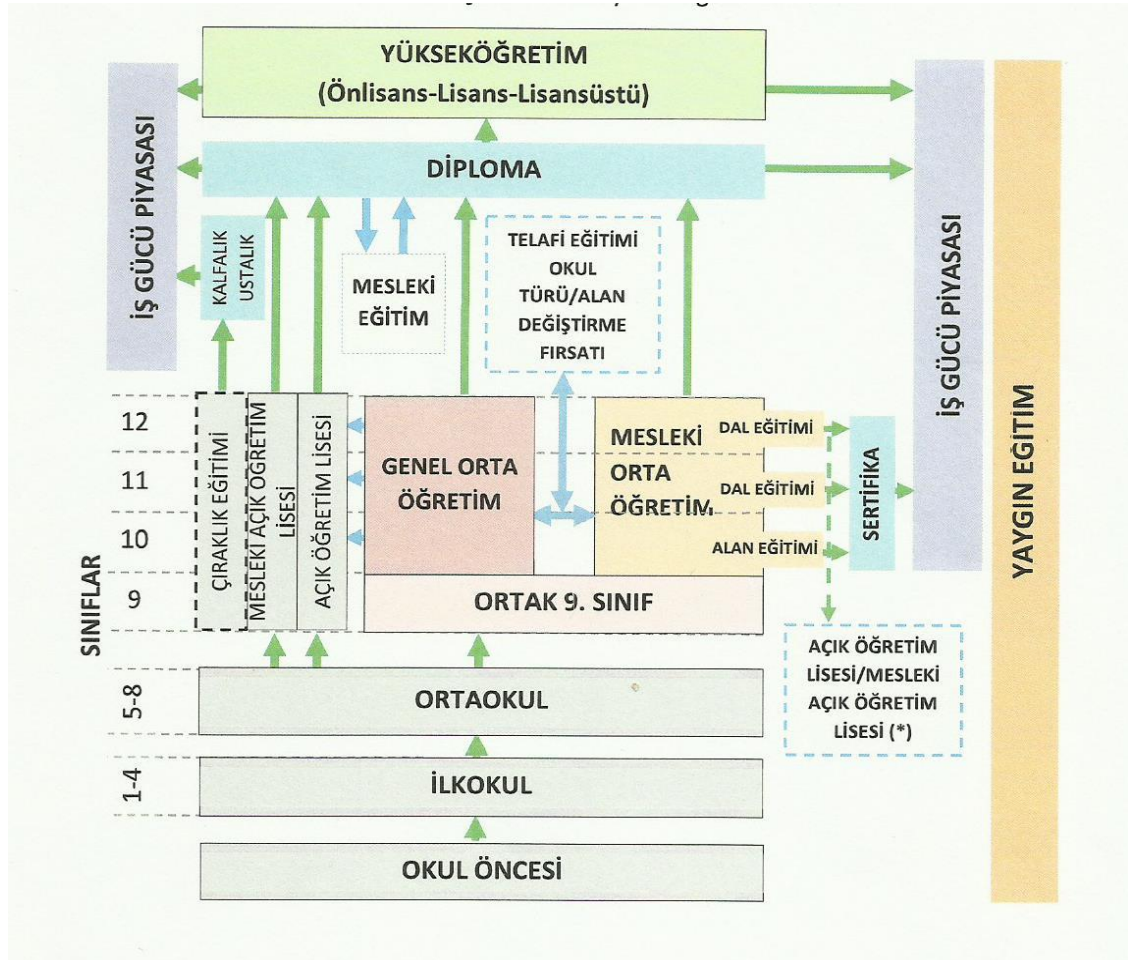 YÜKSEKÖĞRETİM
(Önlisans-Lisans-Lisansüstü)
DİPLOMA
İŞ GÜCÜ PİYASASI
KALFALIK
USTALIK
MESLEKİ
EĞİTİM
TELAFİ EĞİTİMİ
OKUL
TÜRÜ/ALAN
DEĞİŞTİRME
FIRSATI
İŞ GÜCÜ PİYASASI
YAYGIN EĞİTİM
SINIFLAR
12
11
10
9
5-8
1-4
ÇIRAKLIK EĞİTİMİ
MESLEKİ AÇIK ÖĞRETİM
LİSESİ
AÇIK ÖĞRETİM LİSESİ
GENEL ORTA
ÖĞRETİM
MESLEKİ
ORTA
ÖĞRETİM
DAL EĞİTİMİ
DAL EĞİTİMİ
ALAN EĞİTİMİ
SERTİFİKA
ORTAK 9. SINIF
AÇIK ÖĞRETİM
LİSESİ/MESLEKİ
AÇIK ÖĞRETİM
LİSESİ (*)
ORTAOKUL
İLKOKUL
OKUL ÖNCESİ